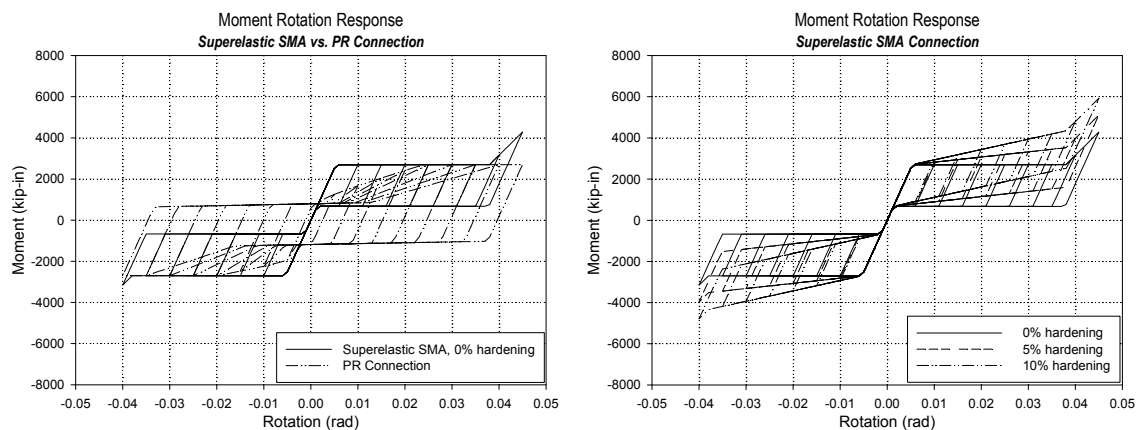 Moment Rotation Response
Superelastic SMA vs. PR Connection
8000
6000
4000
2000
0
-2000
-4000
-6000
-8000
Moment (kip-in)
Superelastic SMA, 0% hardening
PR Connection
-0.05 -0.04 -0.03 -0.02 -0.01 0.00 0.01 0.02 0.03 0.04 0.05
Rotation (rad)
Moment Rotation Response
Superelastic SMA Connection
8000
6000
4000
2000
0
-2000
-4000
-6000
-8000
Moment (kip-in)
0% hardening
5% hardening
10% hardening
-0.05 -0.04 -0.03 -0.02 -0.01 0.00 0.01 0.02 0.03 0.04 0.05
Rotation (rad)